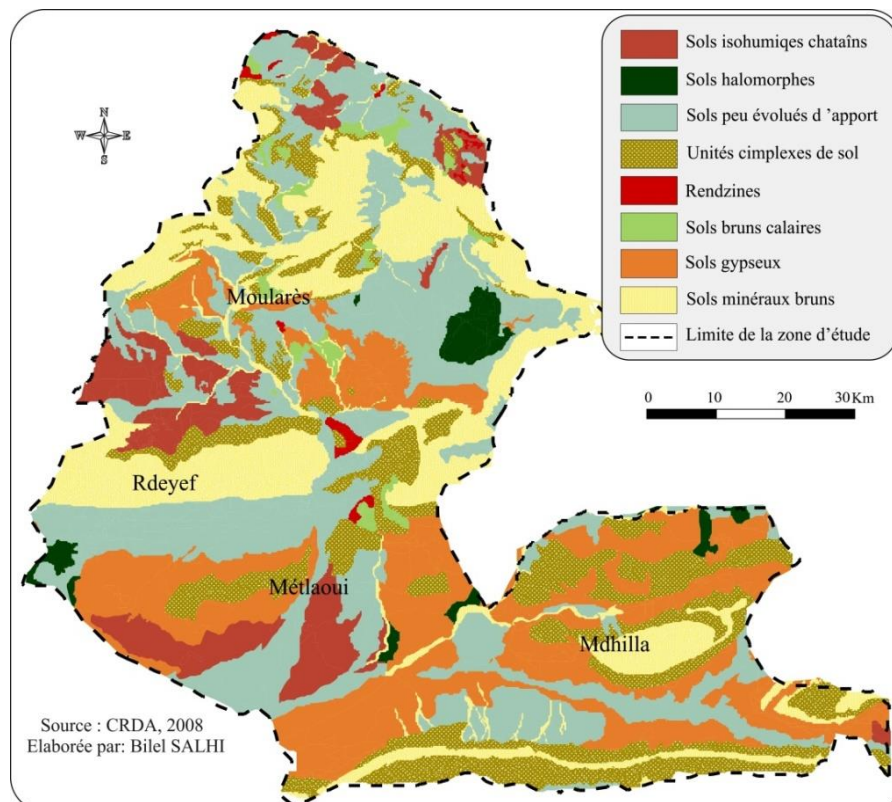 Sols isohumiqes chataîns
Sols halomorphes
Sols peu évolués d ’apport
Unités cimplexes de sol
Rendzines
Sols bruns calaires
Sols gypseux
Sols minéraux bruns
Limite de la zone d’étude
N
W E
S
Moularès
0 10 20 30 Km
Rdeyef
Métlaoui
Mdhilla
Source : CRDA, 2008
Elaborée par: Bilel SALHI